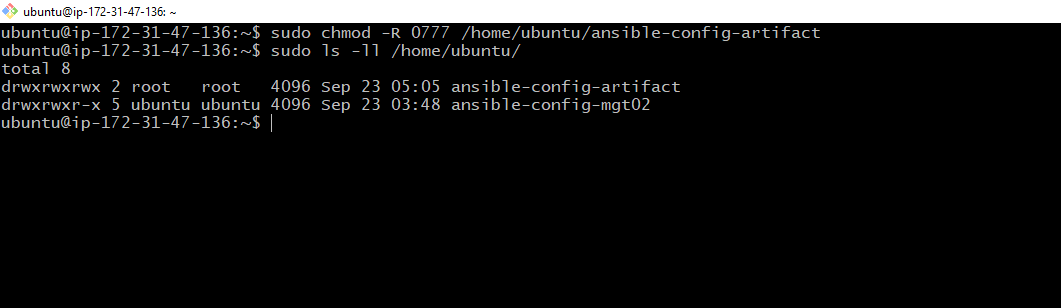 ubuntu@ip-172-31-47-136: ~
ubuntu@ip-172-31-47-136:~$ sudo chmod -R 0777 /home/ubuntu/ansible-config-artifact
ubuntu@ip-172-31-47-136:~$ sudo ls -ll /home/ubuntu/
total 8
drwxrwxrwx 2 root   root   4096 Sep 23 05:05 ansible-config-artifact
drwxrwxr-x 5 ubuntu ubuntu 4096 Sep 23 03:48 ansible-config-mgt02
ubuntu@ip-172-31-47-136:~$